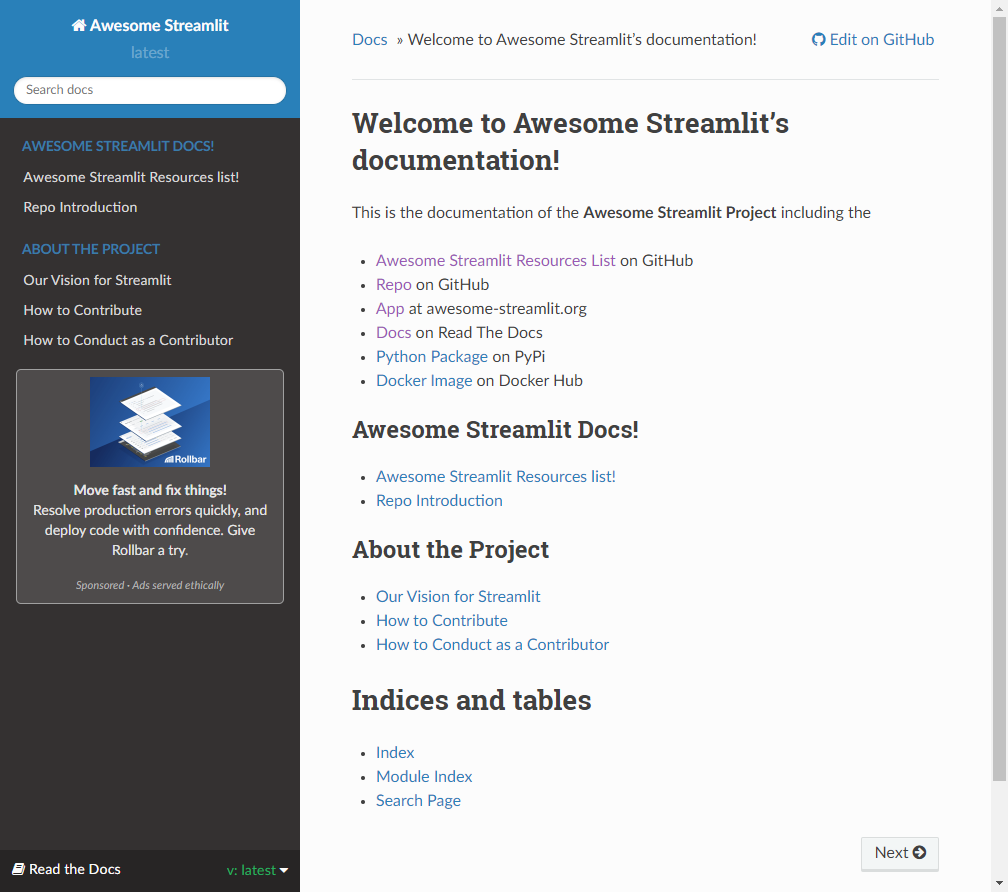 Awesome Streamlit
latest
Search docs
AWESOME STREAMLIT DOCS!
Awesome Streamlit Resources list!
Repo Introduction
ABOUT THE PROJECT
Our Vision for Streamlit
How to Contribute
How to Conduct as a Contributor
Rollbar
Move fast and fix things!
Resolve production errors quickly, and
deploy code with confidence. Give
Rollbar a try.
Sponsored · Ads served ethically
Read the Docs
v: latest
Docs » Welcome to Awesome Streamlit’s documentation!
Edit on GitHub
Welcome to Awesome Streamlit’s
documentation!
This is the documentation of the Awesome Streamlit Project including the
• Awesome Streamlit Resources List on GitHub
• Repo on GitHub
• App at awesome-streamlit.org
• Docs on Read The Docs
• Python Package on PyPi
• Docker Image on Docker Hub
Awesome Streamlit Docs!
• Awesome Streamlit Resources list!
• Repo Introduction
About the Project
• Our Vision for Streamlit
• How to Contribute
• How to Conduct as a Contributor
Indices and tables
• Index
• Module Index
• Search Page
Next